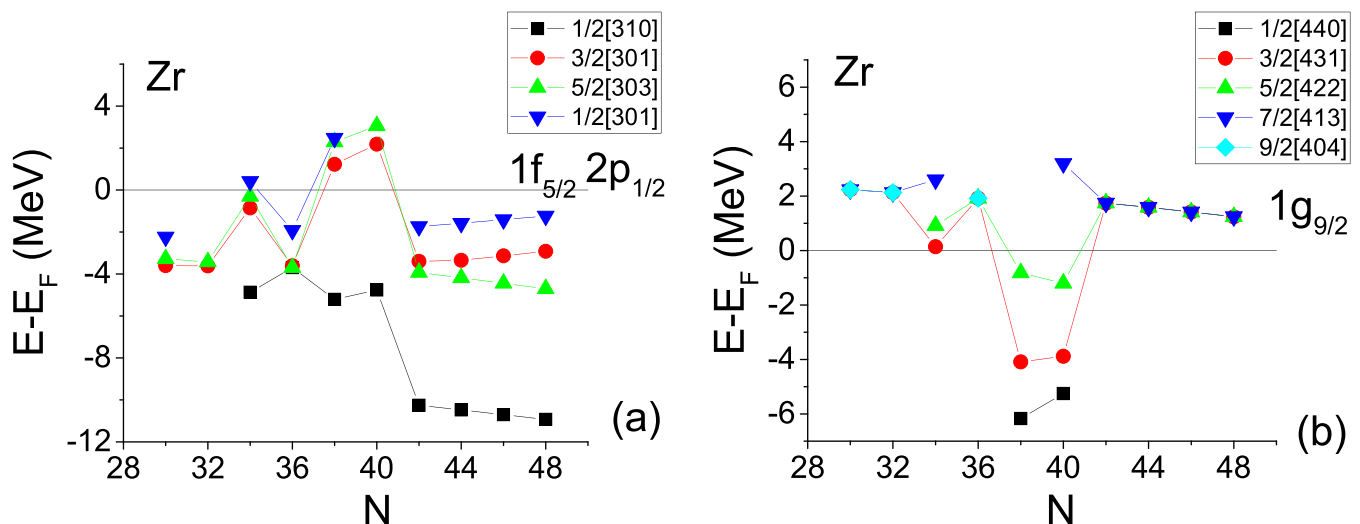 Zr
1/2[310]
3/2[301]
5/2[303]
1/2[301]
1f5/2 2p1/2
E-EF (MeV)
4
0
-4
-8
-12
28 32 36 40 44 48
N
(a)
Zr
1/2[440]
3/2[431]
5/2[422]
7/2[413]
9/2[404]
1g9/2
E-EF (MeV)
6
4
2
0
-2
-4
-6
28 32 36 40 44 48
N
(b)